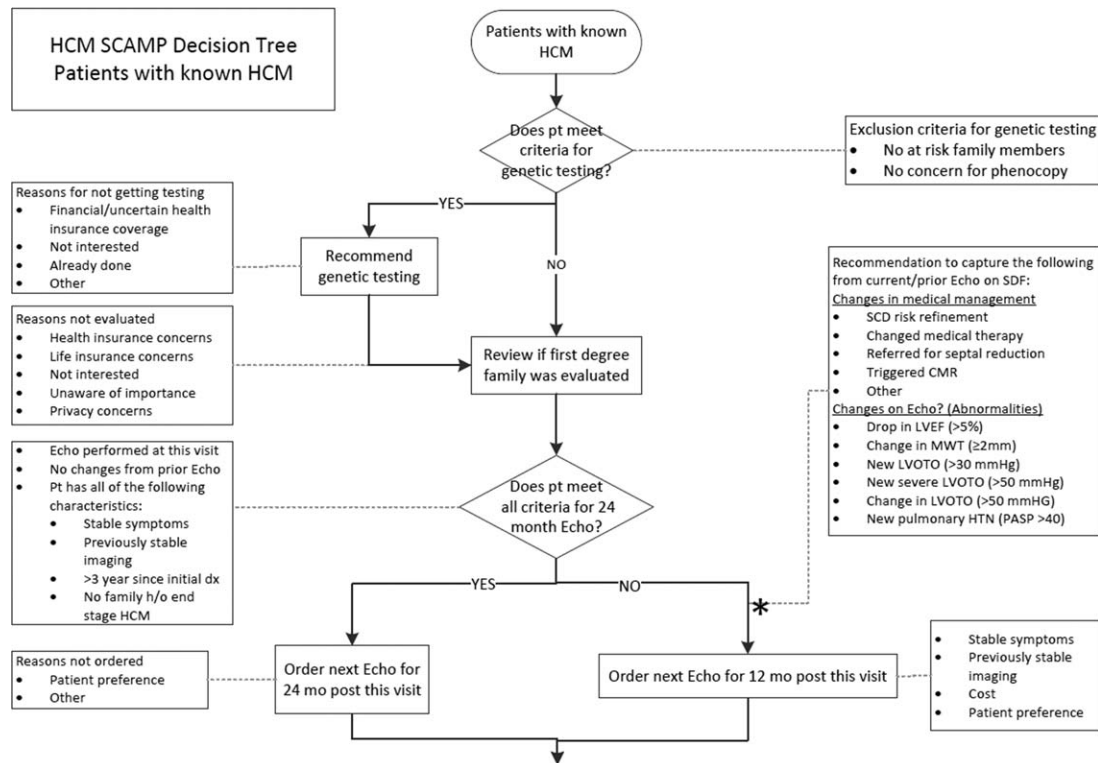 HCM SCAMP Decision Tree
Patients with known HCM
Patients with known
HCM
Does pt meet
criteria for
genetic testing?
Exclusion criteria for genetic testing
• No at risk family members
• No concern for phenocopy
YES
NO
Reasons for not getting testing
• Financial/uncertain health
insurance coverage
• Not interested
• Already done
• Other
Recommend
genetic testing
Reasons not evaluated
• Health insurance concerns
• Life insurance concerns
• Not interested
• Unaware of importance
• Privacy concerns
Review if first degree
family was evaluated
Recommendation to capture the following
from current/prior Echo on SDF:
Changes in medical management
• SCD risk refinement
• Changed medical therapy
• Referred for septal reduction
• Triggered CMR
• Other
Changes on Echo? (Abnormalities)
• Drop in LVEF (>5%)
• Change in MWT (≥2mm)
• New LVOTO (>30 mmHg)
• New severe LVOTO (>50 mmHg)
• Change in LVOTO (>50 mmHG)
• New pulmonary HTN (PASP >40)
• Echo performed at this visit
• No changes from prior Echo
• Pt has all of the following
characteristics:
• Stable symptoms
• Previously stable
imaging
• >3 year since initial dx
• No family h/o end
stage HCM
Does pt meet
all criteria for 24
month Echo?
YES
NO
*
Reasons not ordered
• Patient preference
• Other
Order next Echo for
24 mo post this visit
Order next Echo for 12 mo post this visit
• Stable symptoms
• Previously stable
imaging
• Cost
• Patient preference